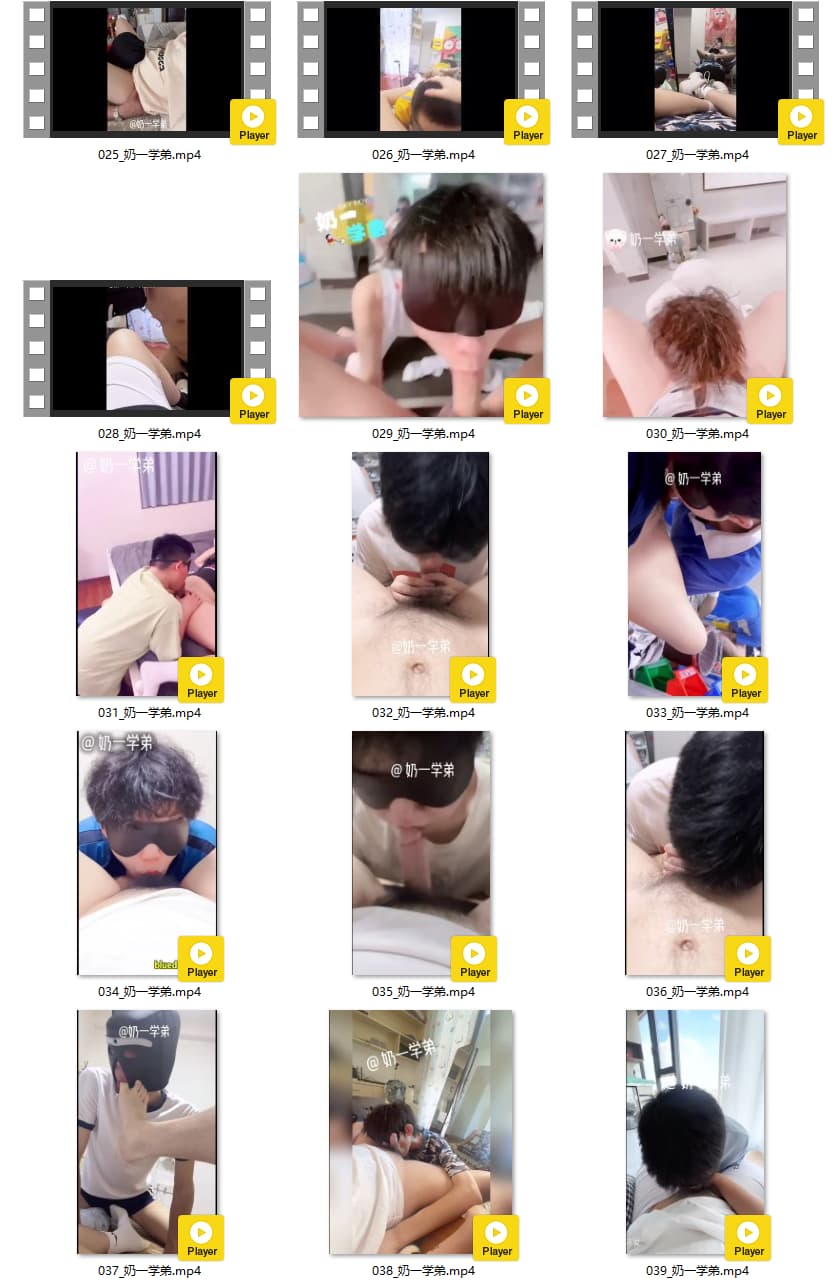 @奶一学弟
Player
Player
Player
025_奶一学弟.mp4
026_奶一学弟.mp4
027_奶一学弟.mp4
奶一
学弟
奶一学弟
Player
Player
Player
028_奶一学弟.mp4
029_奶一学弟.mp4
030_奶一学弟.mp4
@ 奶一学弟
@ 奶一学弟
@奶一学弟
Player
Player
Player
031_奶一学弟.mp4
032_奶一学弟.mp4
033_奶一学弟.mp4
@ 奶一学弟
@ 奶一学弟
@奶一学弟
blued
Player
Player
Player
034_奶一学弟.mp4
035_奶一学弟.mp4
036_奶一学弟.mp4
@奶一学弟
@ 奶一学弟
Player
Player
Player
037_奶一学弟.mp4
038_奶一学弟.mp4
039_奶一学弟.mp4